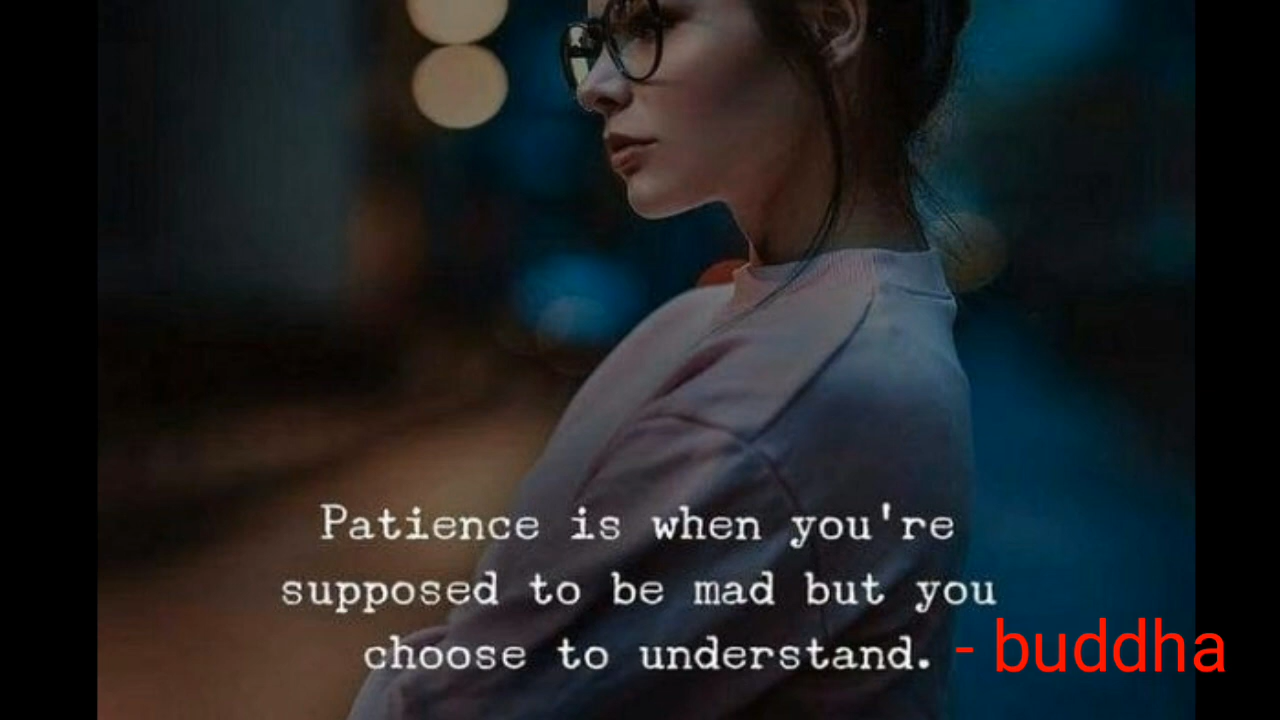 Patience is when you're
supposed to be mad but you
choose to understand. - buddha